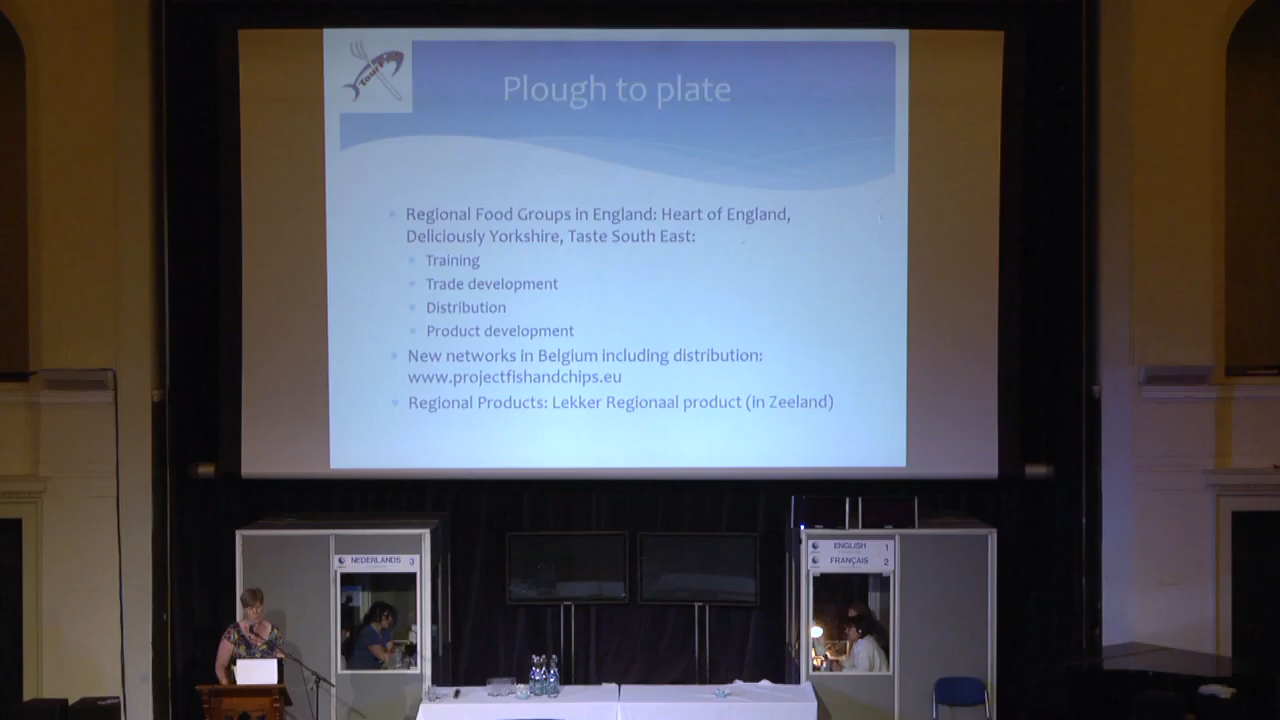 Plough to plate
Regional Food Groups in England: Heart of England,
Deliciously Yorkshire, Taste South East:
Training
Trade development
Distribution
Product development
New networks in Belgium including distribution:
www.projectfishandchips.eu
Regional Products: Lekker Regionaal product (in Zeeland)
NEDERLANDS 3
ENGLISH 1
FRANÇAIS 2